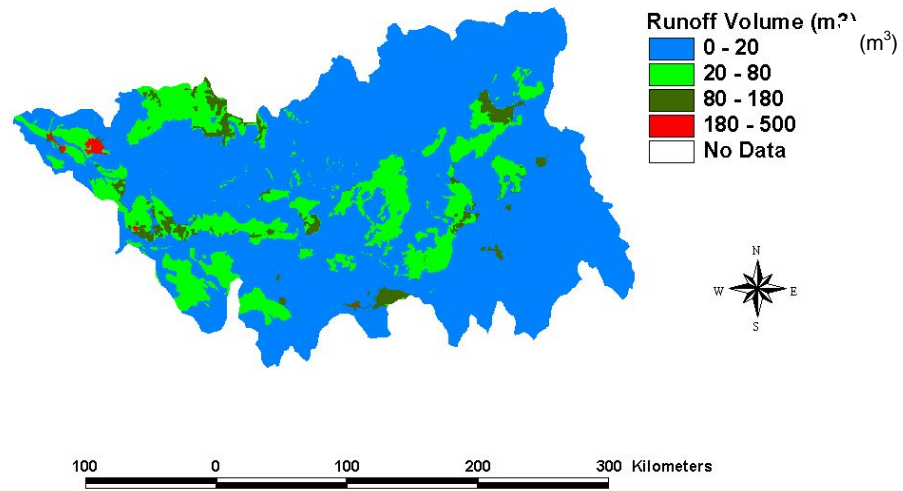 Runoff Volume (m³)
(m³)
0 - 20
20 - 80
80 - 180
180 - 500
No Data
N
W E
S
100 0 100 200 300 Kilometers